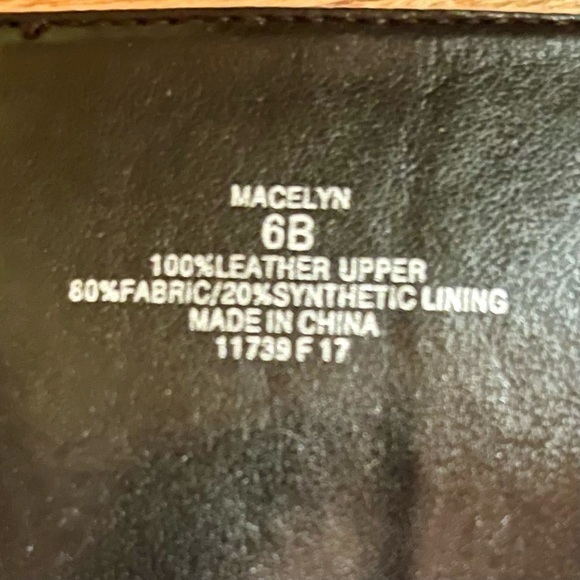 MACELYN
6B
100%LEATHER UPPER
80%FABRIC/20%SYNTHETIC LINING
MADE IN CHINA
11739 F 17